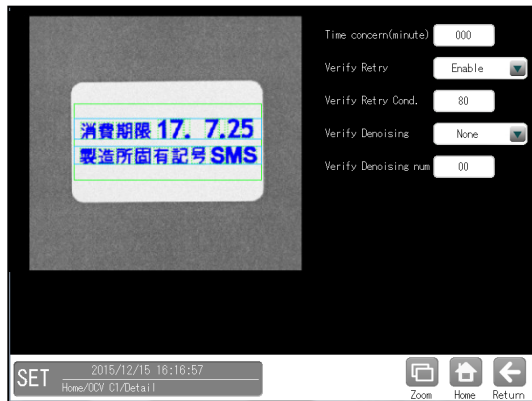 Time concern(minute) 000
Verify Retry Enable
Verify Retry Cond. 80
Verify Denoising None
Verify Denoising num 00
消費期限 17. 7.25
製造所固有記号 SMS
SET
2015/12/15 16:16:57
Home/OCV C1/Detail
Zoom Home Return